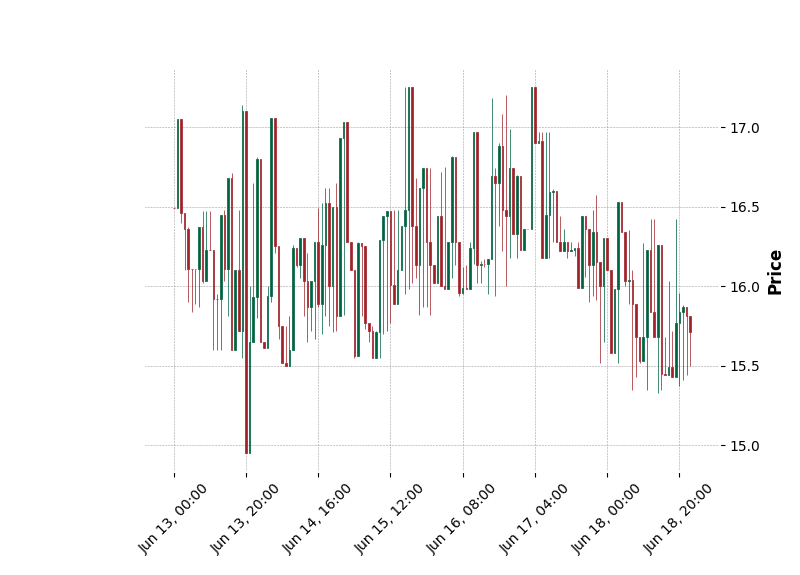 17.0
16.5
16.0
15.5
15.0
Price
Jun 13, 00:00
Jun 13, 20:00
Jun 14, 16:00
Jun 15, 12:00
Jun 16, 08:00
Jun 17, 04:00
Jun 18, 00:00
Jun 18, 20:00